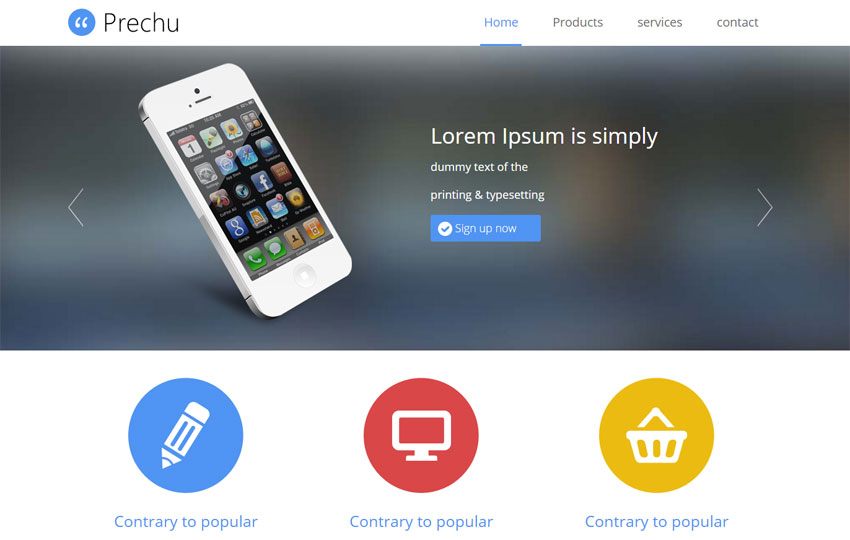 Prechu
Home Products services contact
Lorem Ipsum is simply
dummy text of the
printing & typesetting
Sign up now
Contrary to popular Contrary to popular Contrary to popular